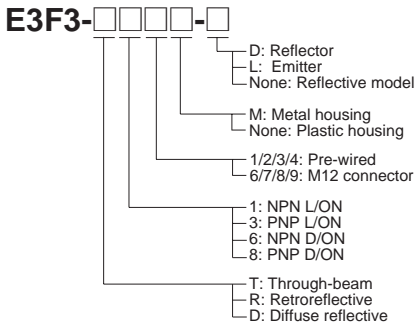 E3F3-□□□□-□
D: Reflector
L: Emitter
None: Reflective model
M: Metal housing
None: Plastic housing
1/2/3/4: Pre-wired
6/7/8/9: M12 connector
1: NPN L/ON
3: PNP L/ON
6: NPN D/ON
8: PNP D/ON
T: Through-beam
R: Retroreflective
D: Diffuse reflective